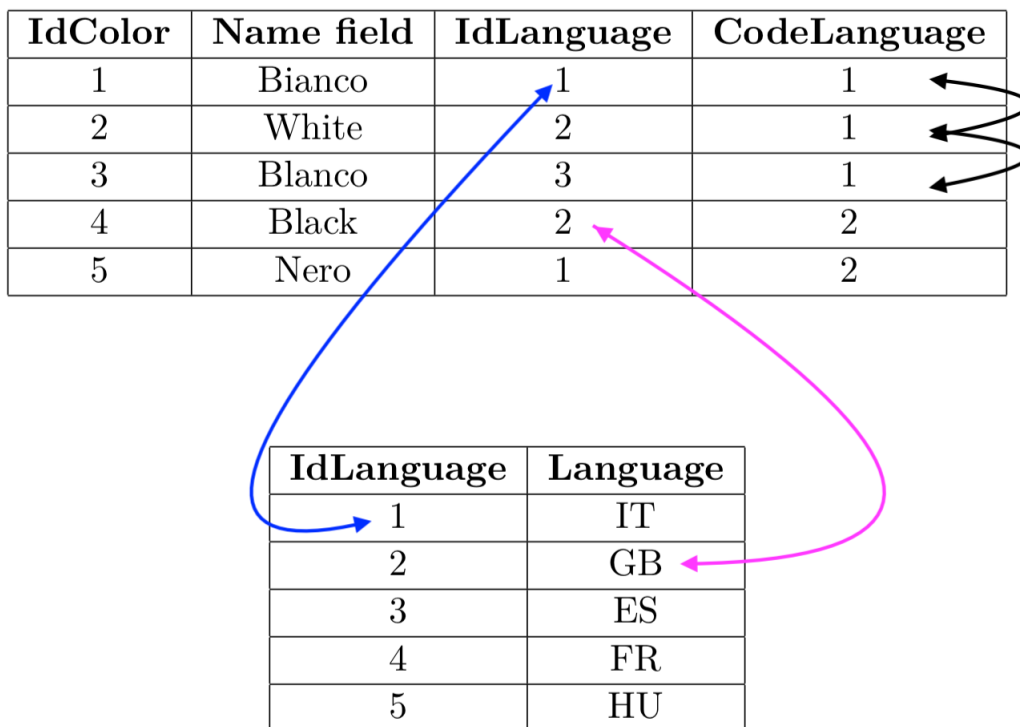 IdColor Name field IdLanguage CodeLanguage
1 Bianco 1 1
2 White 2 1
3 Blanco 3 1
4 Black 2 2
5 Nero 1 2
IdLanguage Language
1 IT
2 GB
3 ES
4 FR
5 HU